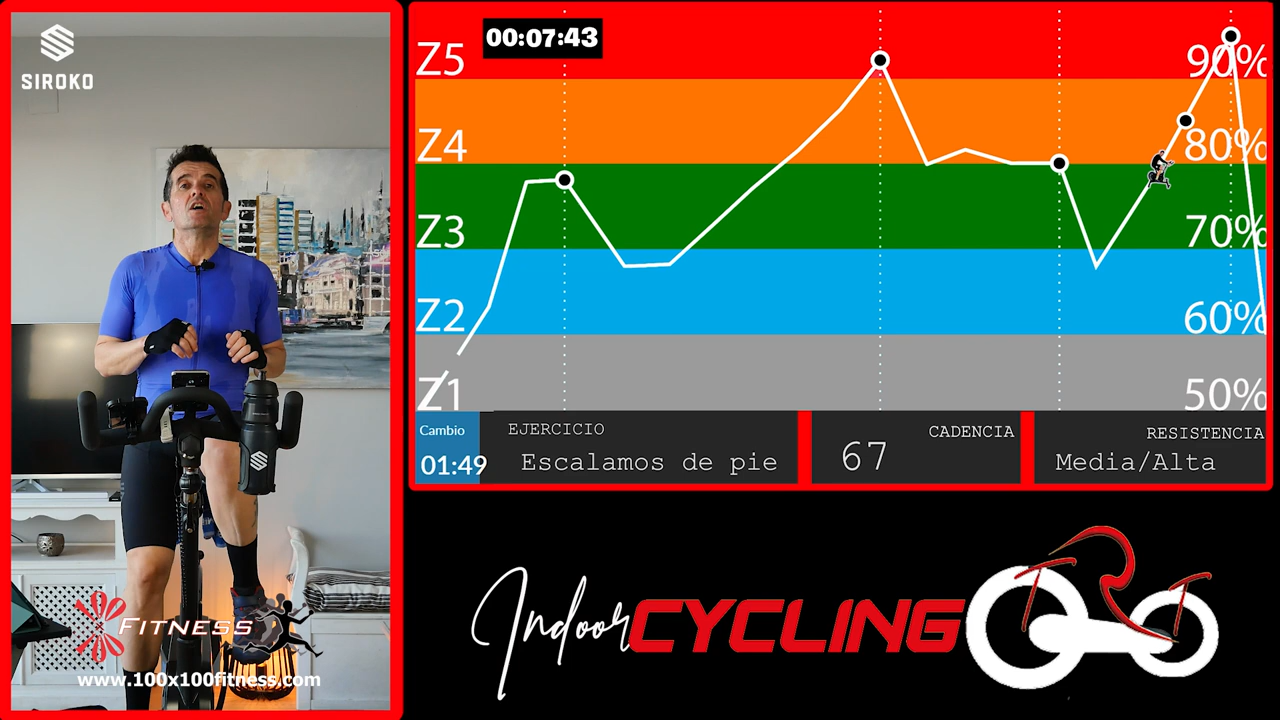 SIROKO
FITNESS
www.100x100fitness.com
00:07:43
Z5
90%
Z4
80%
Z3
70%
Z2
60%
Z1
50%
Cambio
01:49
EJERCICIO
Escalamos de pie
CADENCIA
67
RESISTENCIA
Media/Alta
Indoor CYCLING
TRT